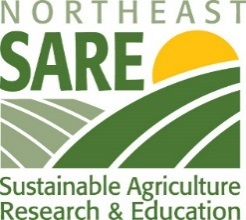 NORTHEAST
SARE
Sustainable Agriculture
Research & Education